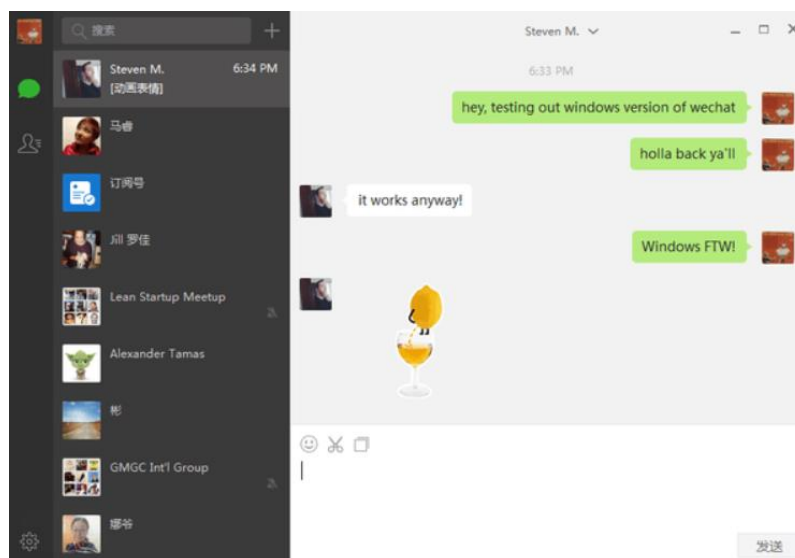 搜索
Steven M.
6:34 PM
[动画表情]
马睿
订阅号
Jill 罗佳
Lean Startup Meetup
Alexander Tamas
彬
GMGC Int'l Group
娜爷
Steven M.
6:33 PM
hey, testing out windows version of wechat
holla back ya'll
it works anyway!
Windows FTW!
发送